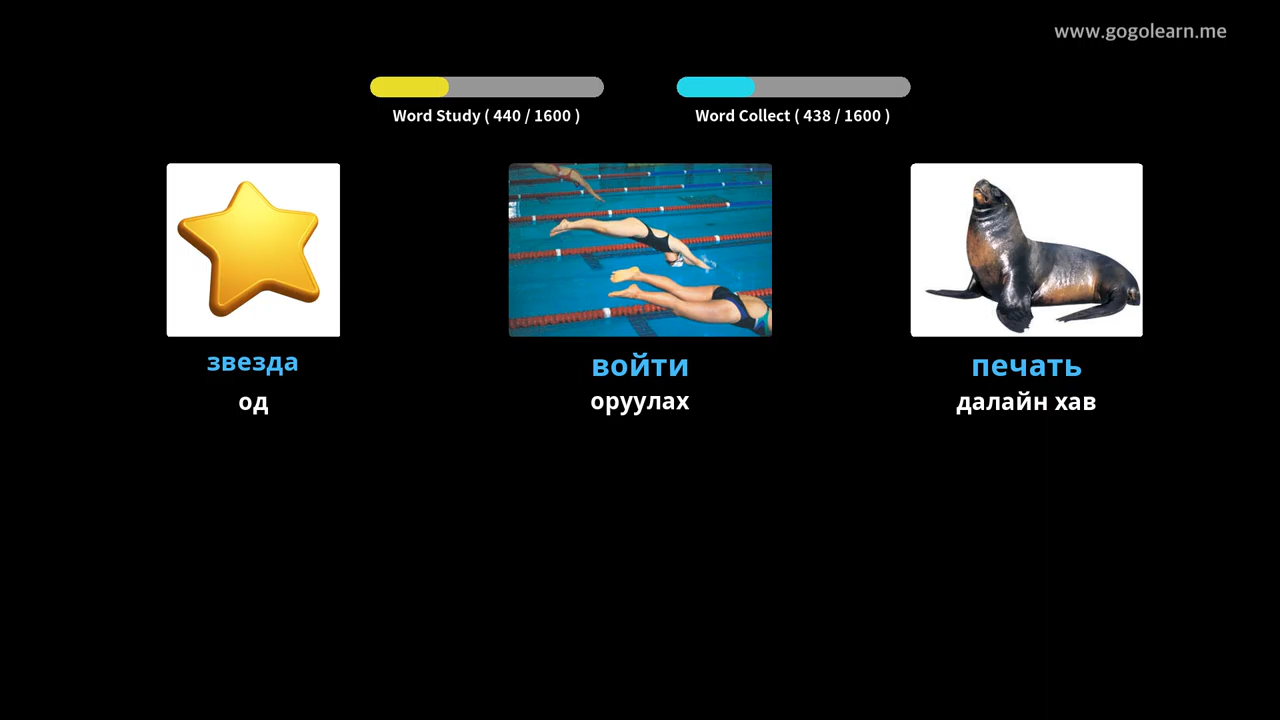 www.gogolearn.me
Word Study ( 440 / 1600 )
Word Collect ( 438 / 1600 )
звезда
од
войти
оруулах
печать
далайн хав